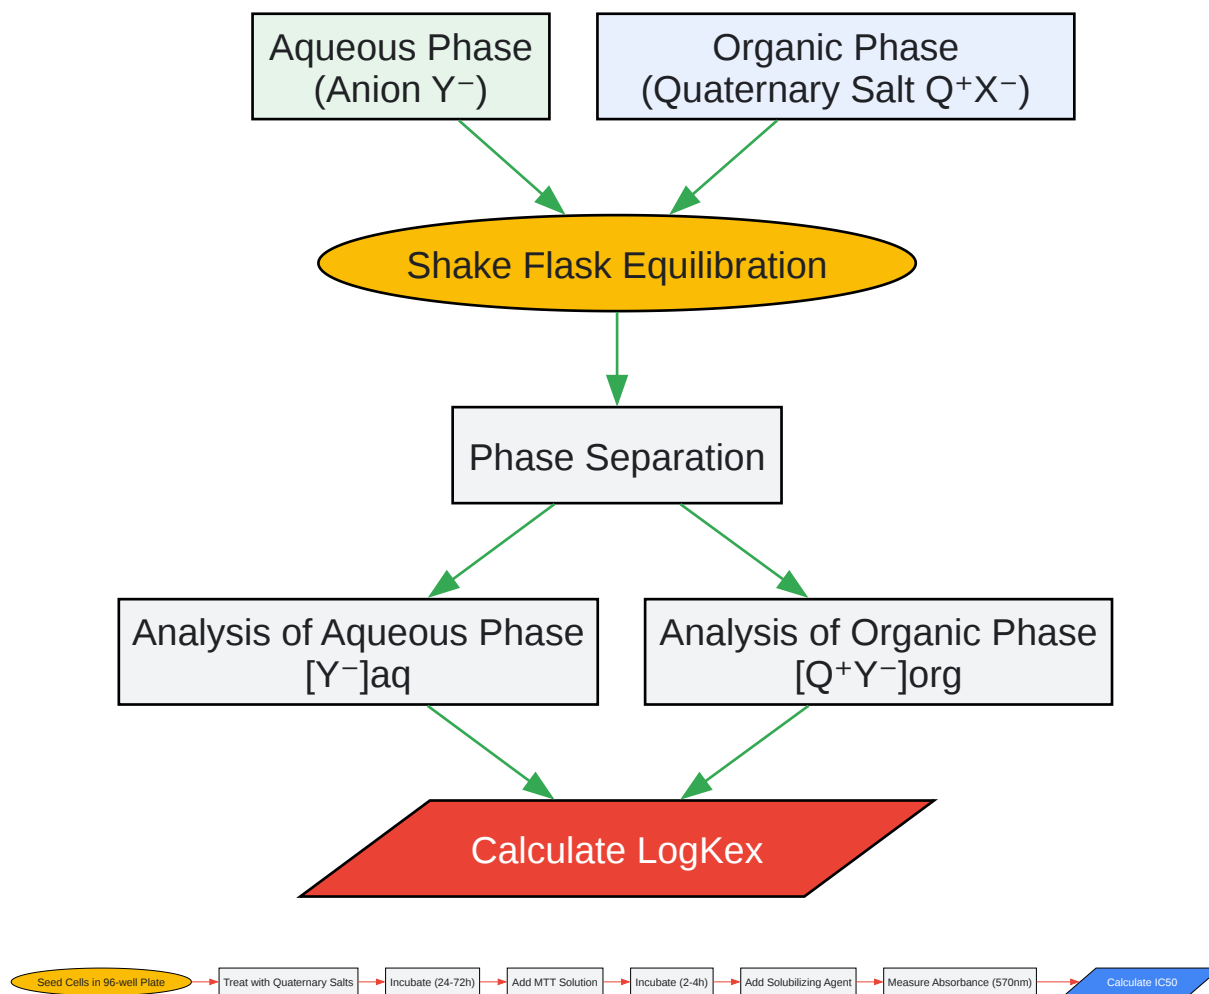 Aqueous Phase
(Anion Y⁻)
Organic Phase
(Quaternary Salt Q⁺X⁻)
Shake Flask Equilibration
Phase Separation
Analysis of Aqueous Phase
[Y⁻]aq
Analysis of Organic Phase
[Q⁺Y⁻]org
Calculate LogKex
Seed Cells in 96-well Plate
Treat with Quaternary Salts
Incubate (24-72h)
Add MTT Solution
Incubate (2-4h)
Add Solubilizing Agent
Measure Absorbance (570nm)
Calculate IC50